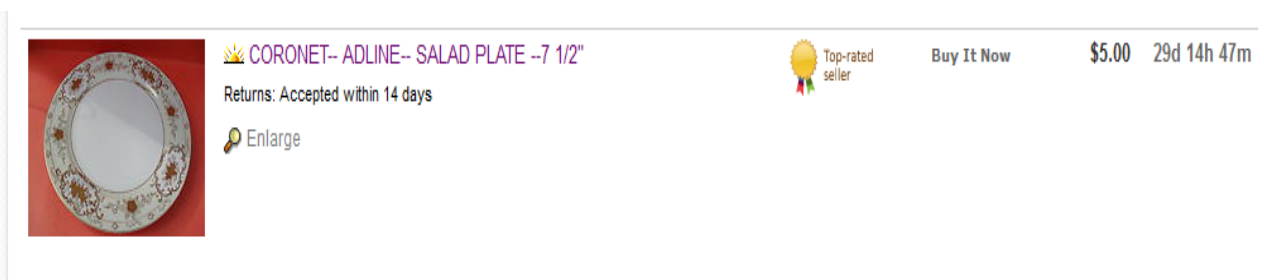 CORONET-- ADLINE-- SALAD PLATE --7 1/2"
Returns: Accepted within 14 days
Enlarge
Top-rated
seller
Buy It Now
$5.00
29d 14h 47m